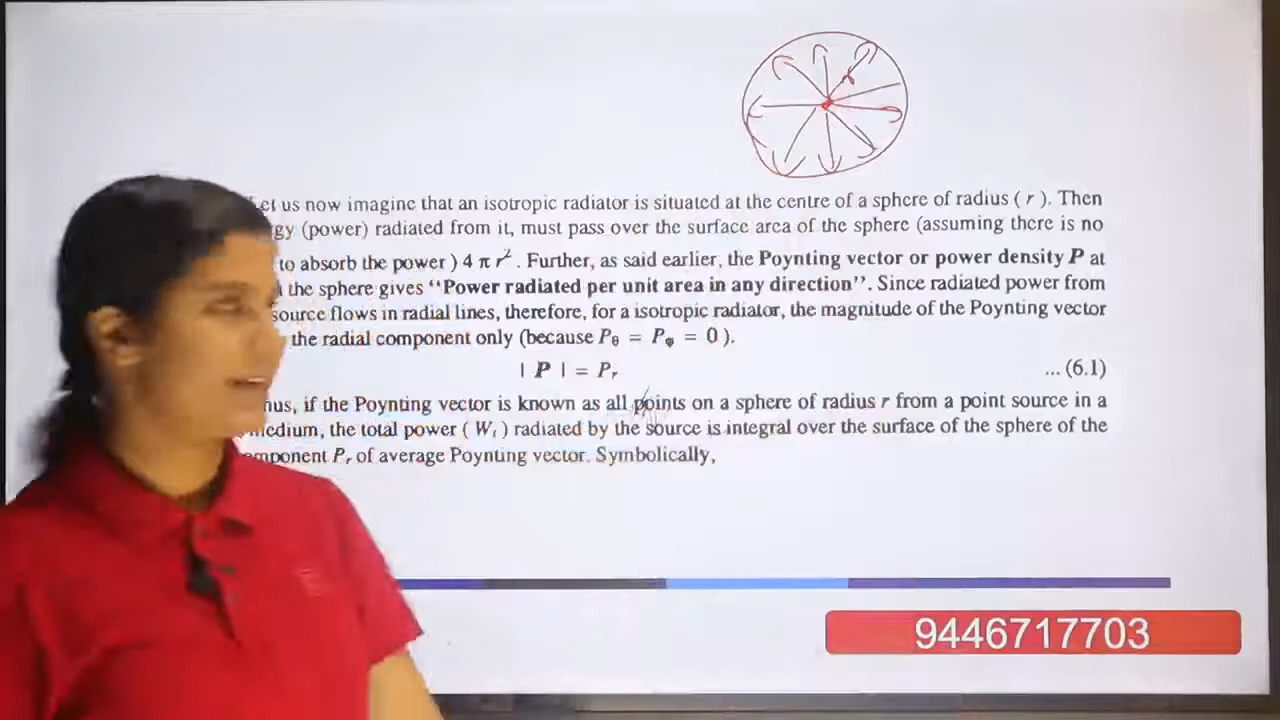 et us now imagine that an isotropic radiator is situated at the centre of a sphere of radius ( r ). Then
gy (power) radiated from it, must pass over the surface area of the sphere (assuming there is no
to absorb the power ) 4 π r². Further, as said earlier, the Poynting vector or power density P at
the sphere gives “Power radiated per unit area in any direction”. Since radiated power from
source flows in radial lines, therefore, for a isotropic radiator, the magnitude of the Poynting vector
the radial component only (because Pθ = Pφ = 0 ).
| P | = Pr ... (6.1)
hus, if the Poynting vector is known as all points on a sphere of radius r from a point source in a
medium, the total power ( Wt ) radiated by the source is integral over the surface of the sphere of the
mponent Pr of average Poynting vector. Symbolically,
9446717703